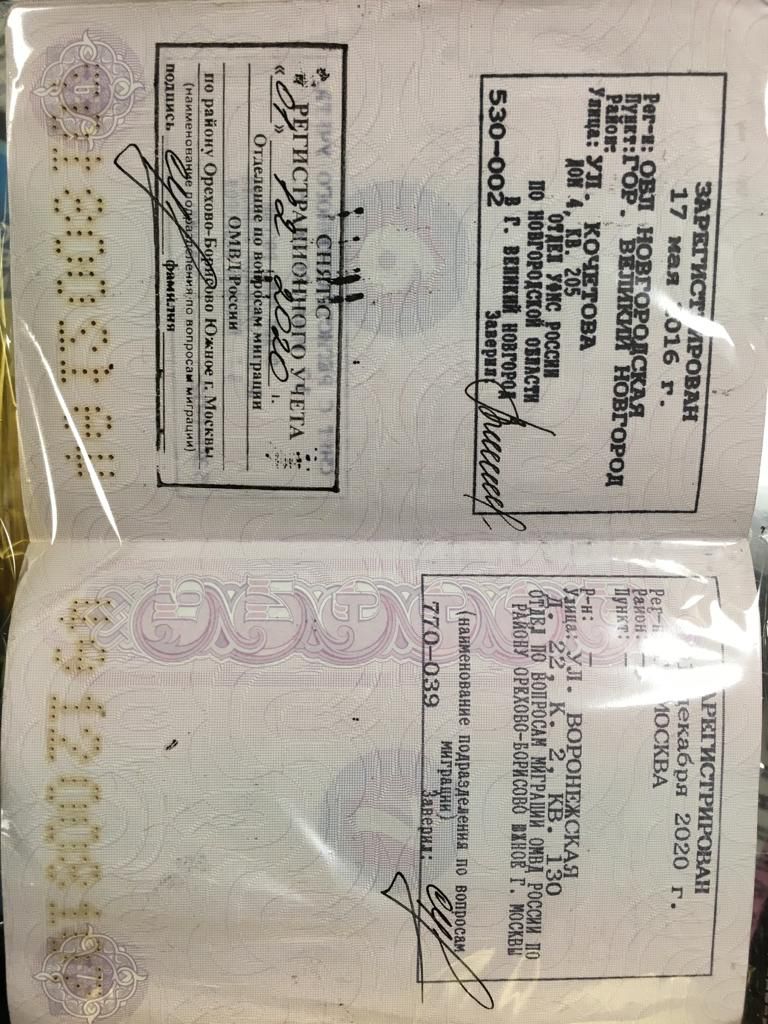 ЗАРЕГИСТРИРОВАН
17 мая 2016 г.
Рег-н: ОБЛ НОВГОРОДСКАЯ
Пункт: ГОР. ВЕЛИКИЙ НОВГОРОД
Район:
Улица: УЛ. КОЧЕТОВА
ДОМ 4, КВ. 205
ОТДЕЛ УФМС РОССИИ
ПО НОВГОРОДСКОЙ ОБЛАСТИ
В Г. ВЕЛИКИЙ НОВГОРОД
530-002
Заверил
СНЯТ С
РЕГИСТРАЦИОННОГО УЧЕТА
2020 г.
Отделение по вопросам миграции
ОМВД России
по району Орехово-Борисово Южное г. Москвы
(наименование подразделения по вопросам миграции)
подпись фамилия
6
ЗАРЕГИСТРИРОВАН
декабря 2020 г.
Рег-н МОСКВА
Район: –
Пункт: –
Р-н: –
Улица: УЛ. ВОРОНЕЖСКАЯ
Д. 22, К. 2, КВ. 130
ОТДЕЛ ПО ВОПРОСАМ МИГРАЦИИ ОМВД РОССИИ ПО
РАЙОНУ ОРЕХОВО-БОРИСОВО ЮЖНОЕ Г. МОСКВЫ
(наименование подразделения по вопросам
миграции)
770-039
Заверил:
7